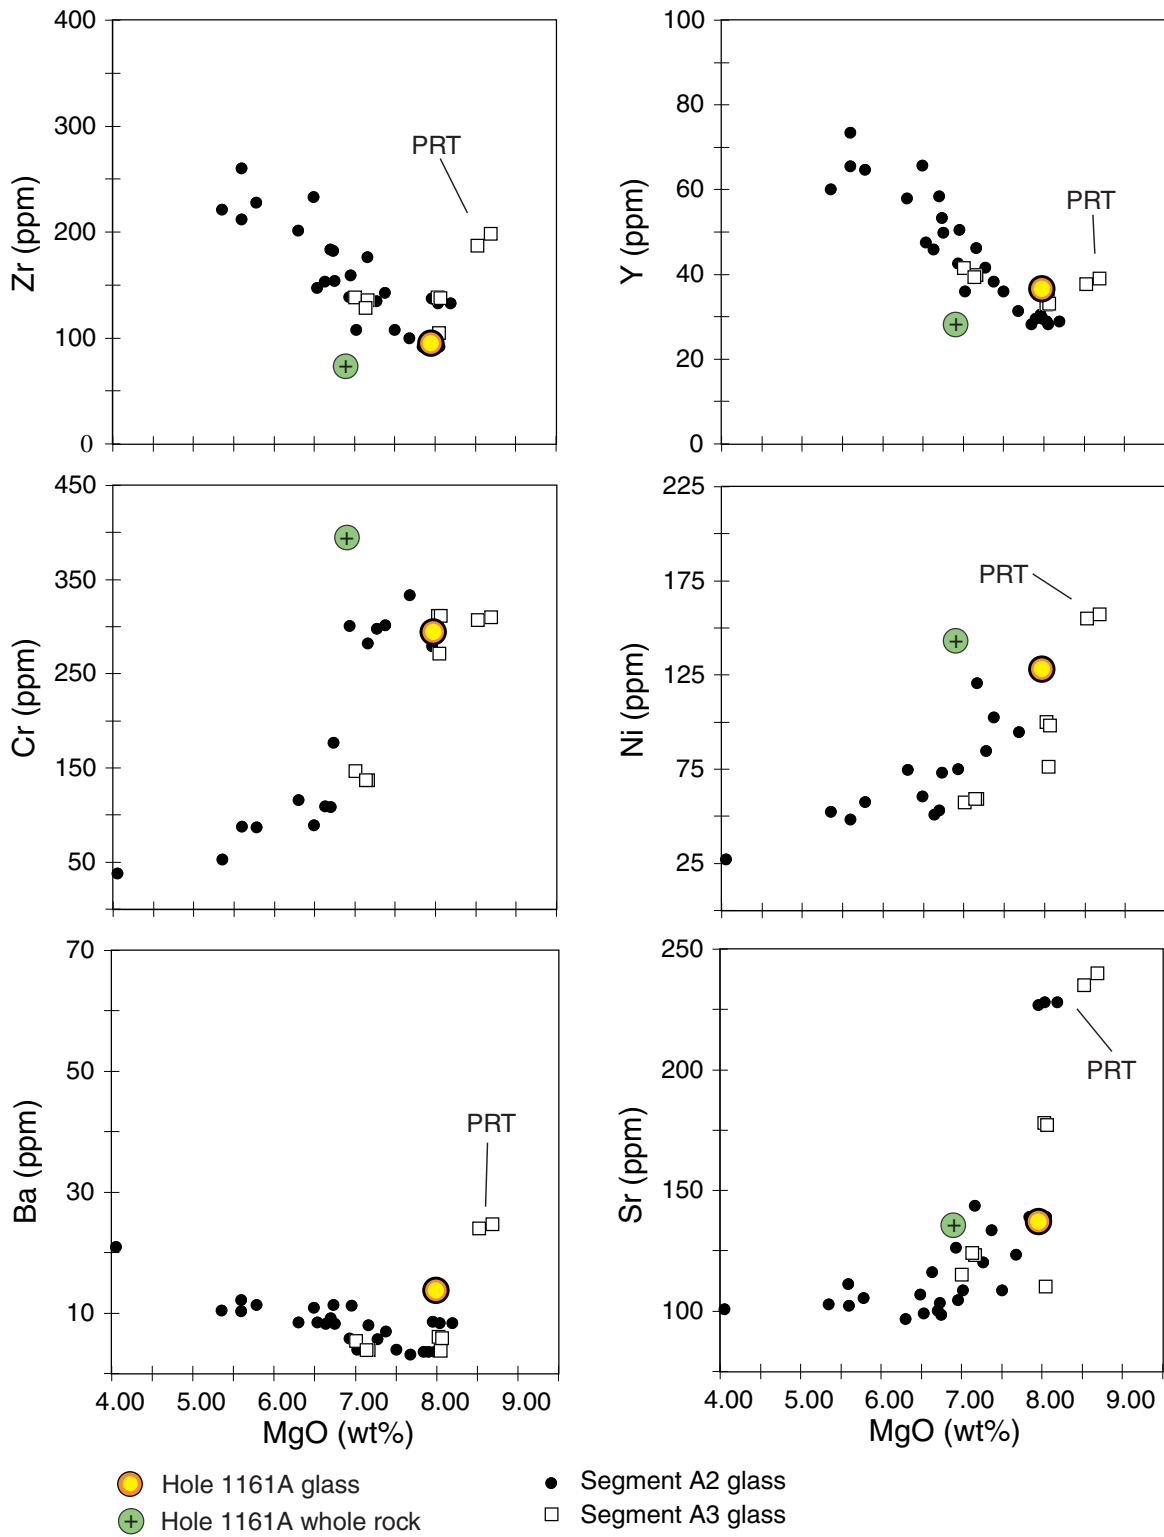 400
300
200
100
0
Zr (ppm)
PRT
100
80
60
40
20
0
Y (ppm)
PRT
450
350
250
150
50
Cr (ppm)
225
175
125
75
25
Ni (ppm)
PRT
70
50
30
10
Ba (ppm)
PRT
4.00 5.00 6.00 7.00 8.00 9.00
MgO (wt%)
250
200
150
100
Sr (ppm)
PRT
4.00 5.00 6.00 7.00 8.00 9.00
MgO (wt%)
Hole 1161A glass
Hole 1161A whole rock
Segment A2 glass
Segment A3 glass